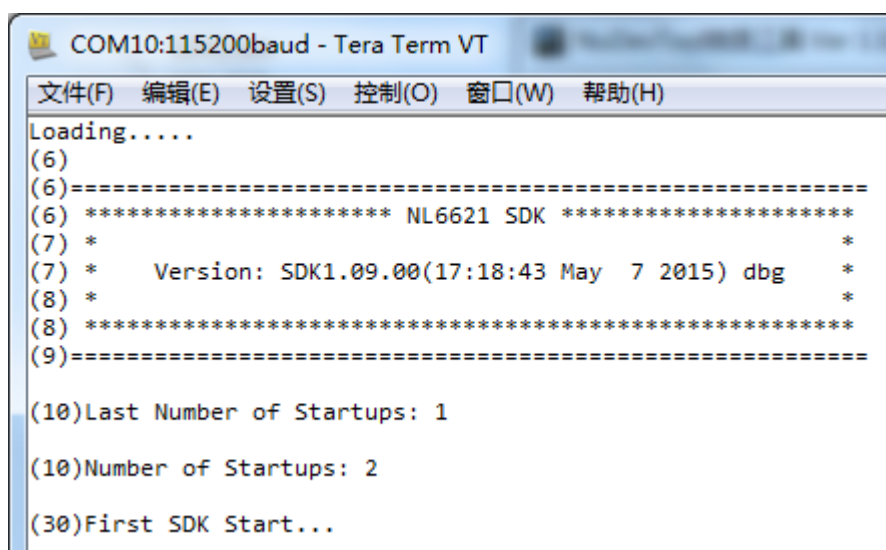 COM10:115200baud - Tera Term VT
文件(F) 编辑(E) 设置(S) 控制(O) 窗口(W) 帮助(H)
Loading.....
(6)
(6)=========================================================
(6) ********************** NL6621 SDK *********************
(7) *                                                     *
(7) *    Version: SDK1.09.00(17:18:43 May  7 2015) dbg    *
(8) *                                                     *
(8) *******************************************************
(9)=========================================================
(10)Last Number of Startups: 1
(10)Number of Startups: 2
(30)First SDK Start...